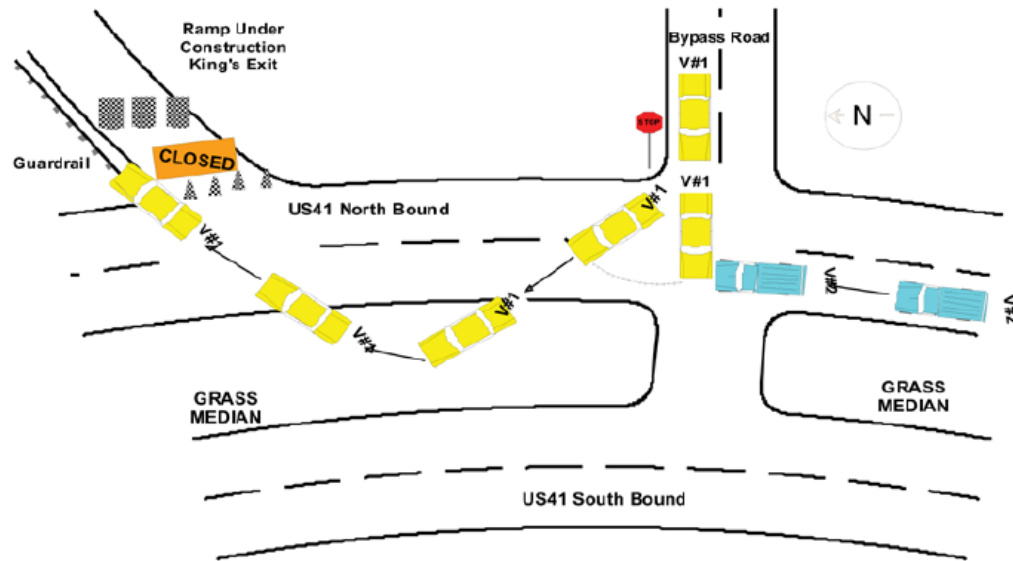 Ramp Under
Construction
King's Exit
Bypass Road
V#1
STOP
N
Guardrail
CLOSED
V#1
V#1
US41 North Bound
V#1
V#2
V#2
V#1
V#1
V#1
GRASS
MEDIAN
GRASS
MEDIAN
US41 South Bound